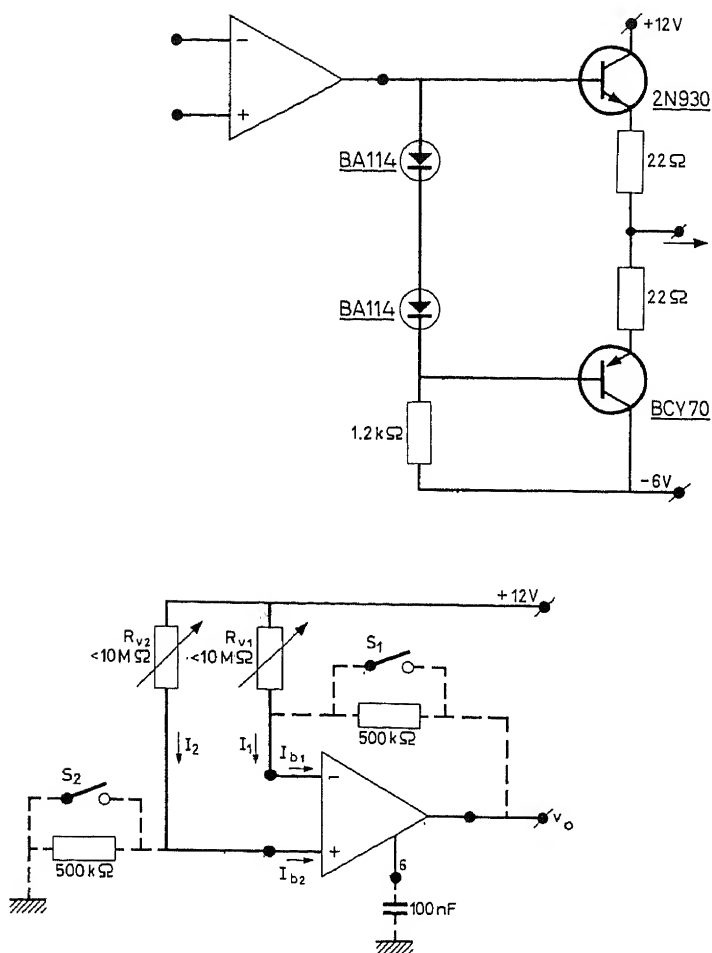 −
+
+12V
2N930
BA114
22Ω
22Ω
BA114
BCY70
1.2kΩ
−6V
+12V
Rv2
<10MΩ
Rv1
<10MΩ
S1
500kΩ
I2
I1
Ib1
S2
−
+
vo
500kΩ
Ib2
6
100nF